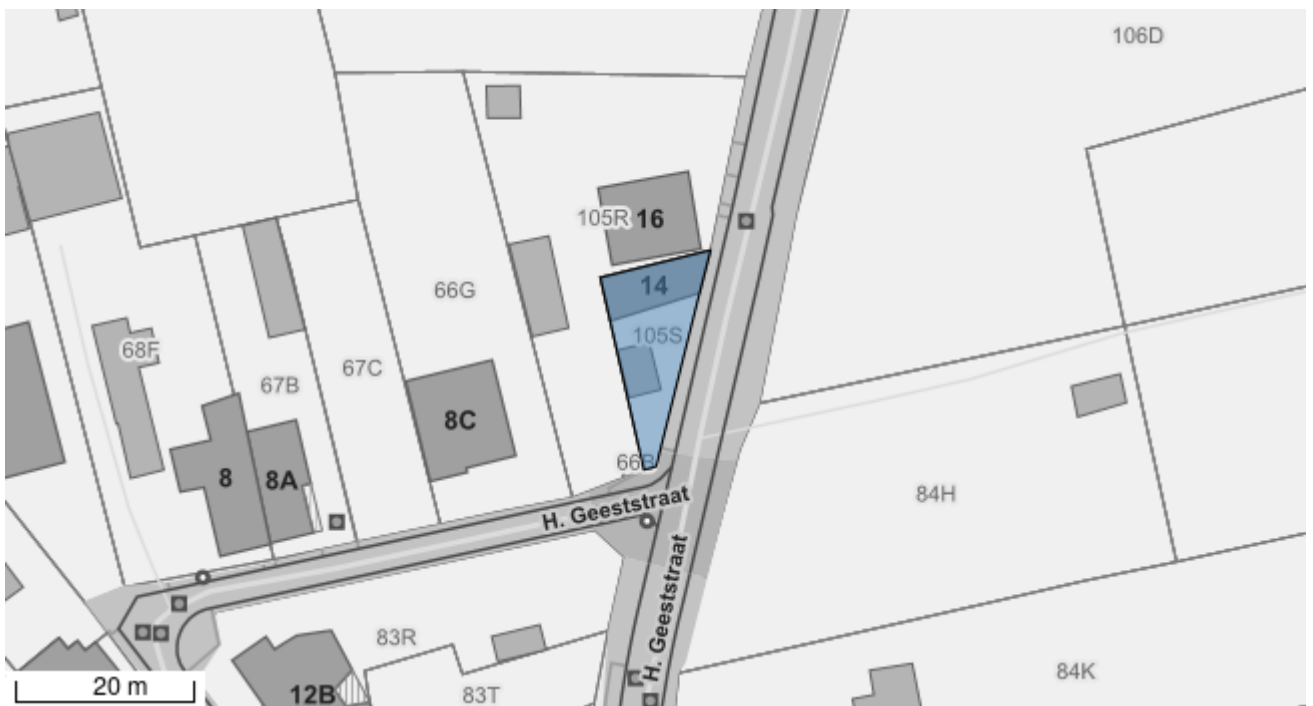 106D
105R
16
66G
14
105S
68F
67B
67C
8C
8
8A
66B
84H
H. Geeststraat
H. Geeststraat
83R
84K
20 m
12B
83T